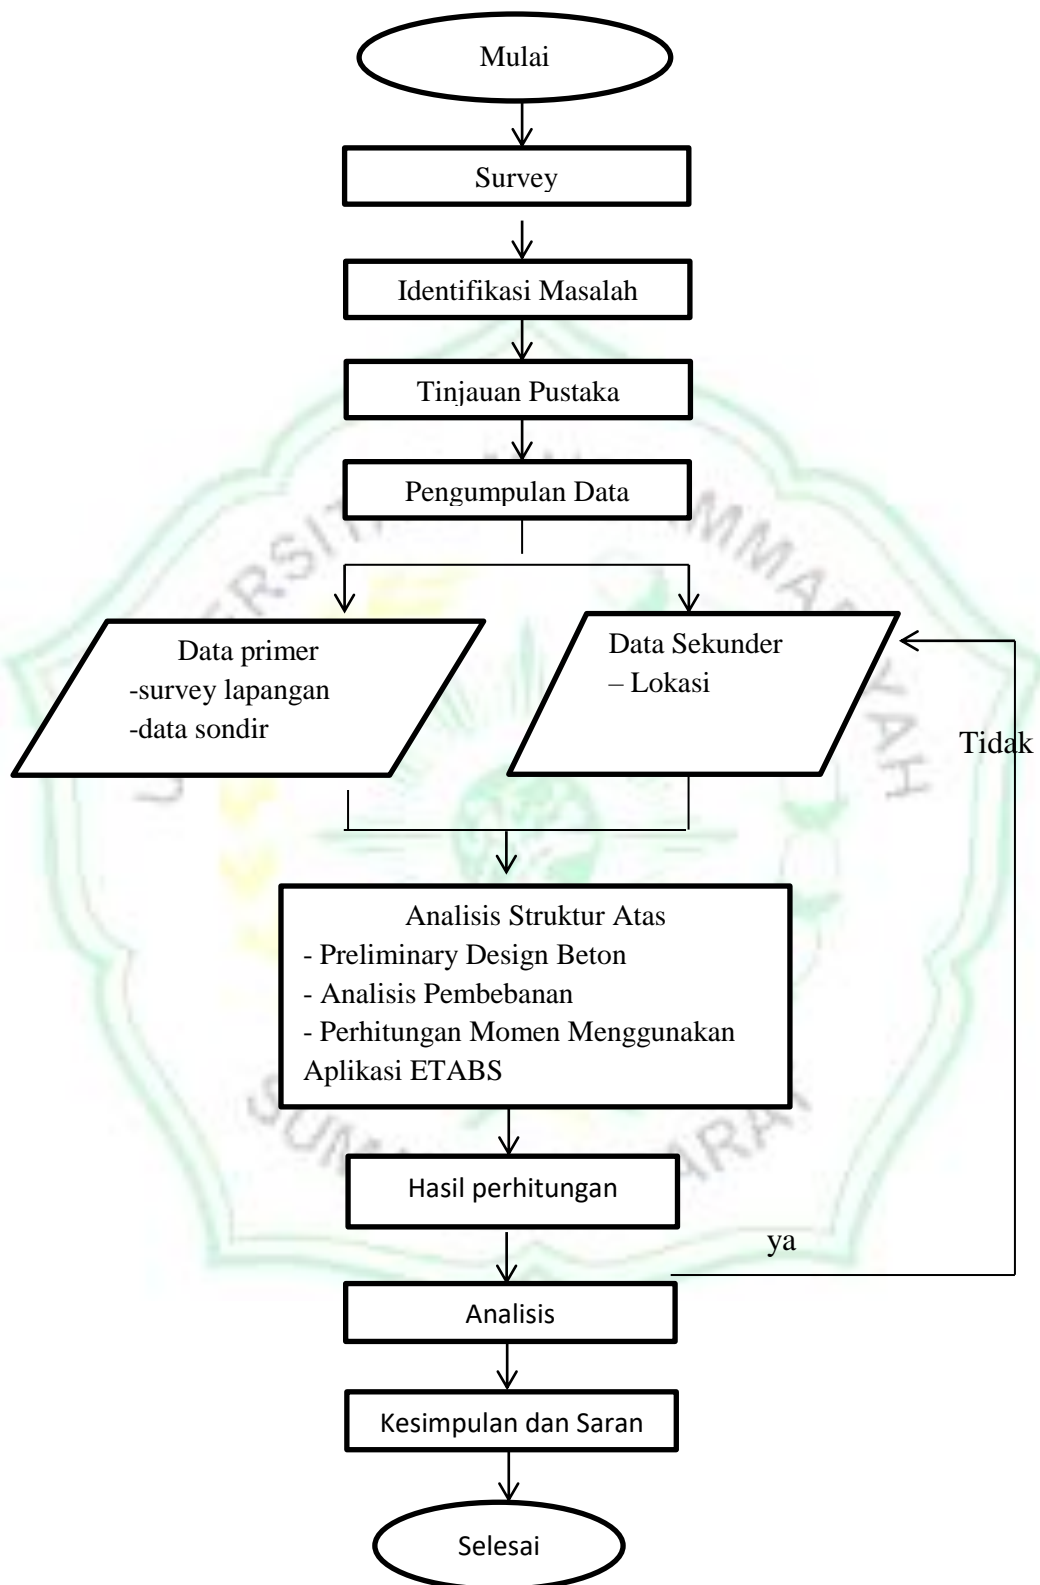 Mulai
Survey
Identifikasi Masalah
Tinjauan Pustaka
Pengumpulan Data
Data primer
-survey lapangan
-data sondir
Data Sekunder
– Lokasi
Tidak
Analisis Struktur Atas
- Preliminary Design Beton
- Analisis Pembebanan
- Perhitungan Momen Menggunakan
Aplikasi ETABS
Hasil perhitungan
ya
Analisis
Kesimpulan dan Saran
Selesai